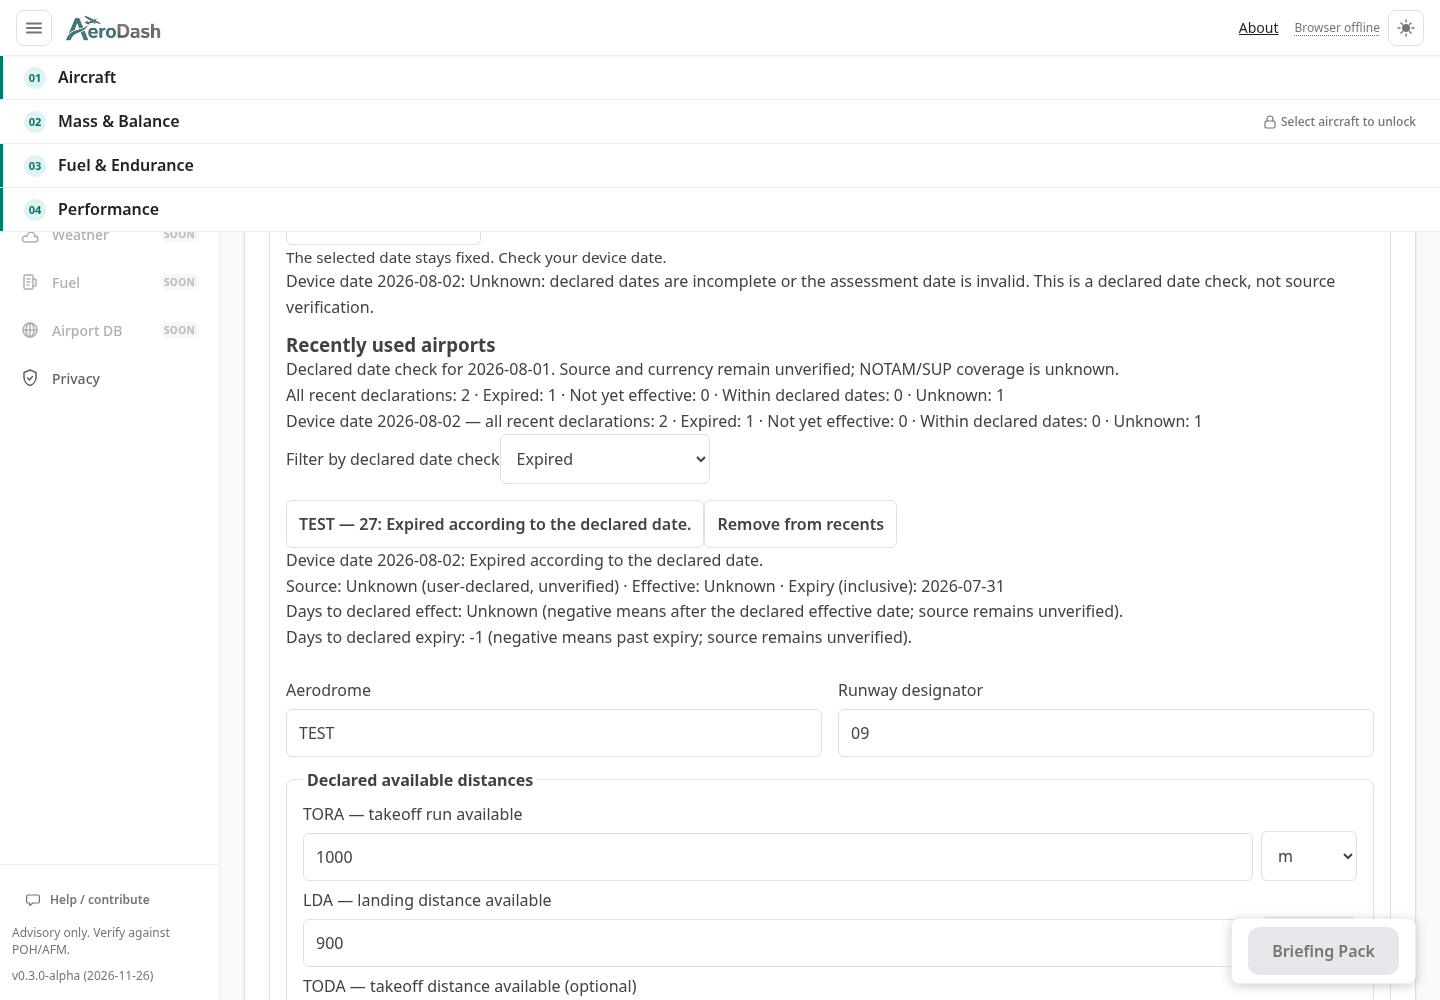 AeroDash
About
Browser offline
01 Aircraft
02 Mass & Balance
Select aircraft to unlock
03 Fuel & Endurance
04 Performance
Weather SOON
Fuel SOON
Airport DB SOON
Privacy
The selected date stays fixed. Check your device date.
Device date 2026-08-02: Unknown: declared dates are incomplete or the assessment date is invalid. This is a declared date check, not source
verification.
Recently used airports
Declared date check for 2026-08-01. Source and currency remain unverified; NOTAM/SUP coverage is unknown.
All recent declarations: 2 · Expired: 1 · Not yet effective: 0 · Within declared dates: 0 · Unknown: 1
Device date 2026-08-02 — all recent declarations: 2 · Expired: 1 · Not yet effective: 0 · Within declared dates: 0 · Unknown: 1
Filter by declared date check Expired
TEST — 27: Expired according to the declared date. Remove from recents
Device date 2026-08-02: Expired according to the declared date.
Source: Unknown (user-declared, unverified) · Effective: Unknown · Expiry (inclusive): 2026-07-31
Days to declared effect: Unknown (negative means after the declared effective date; source remains unverified).
Days to declared expiry: -1 (negative means past expiry; source remains unverified).
Aerodrome
Runway designator
TEST
09
Declared available distances
TORA — takeoff run available
1000
m
LDA — landing distance available
900
TODA — takeoff distance available (optional)
Briefing Pack
Help / contribute
Advisory only. Verify against
POH/AFM.
v0.3.0-alpha (2026-11-26)